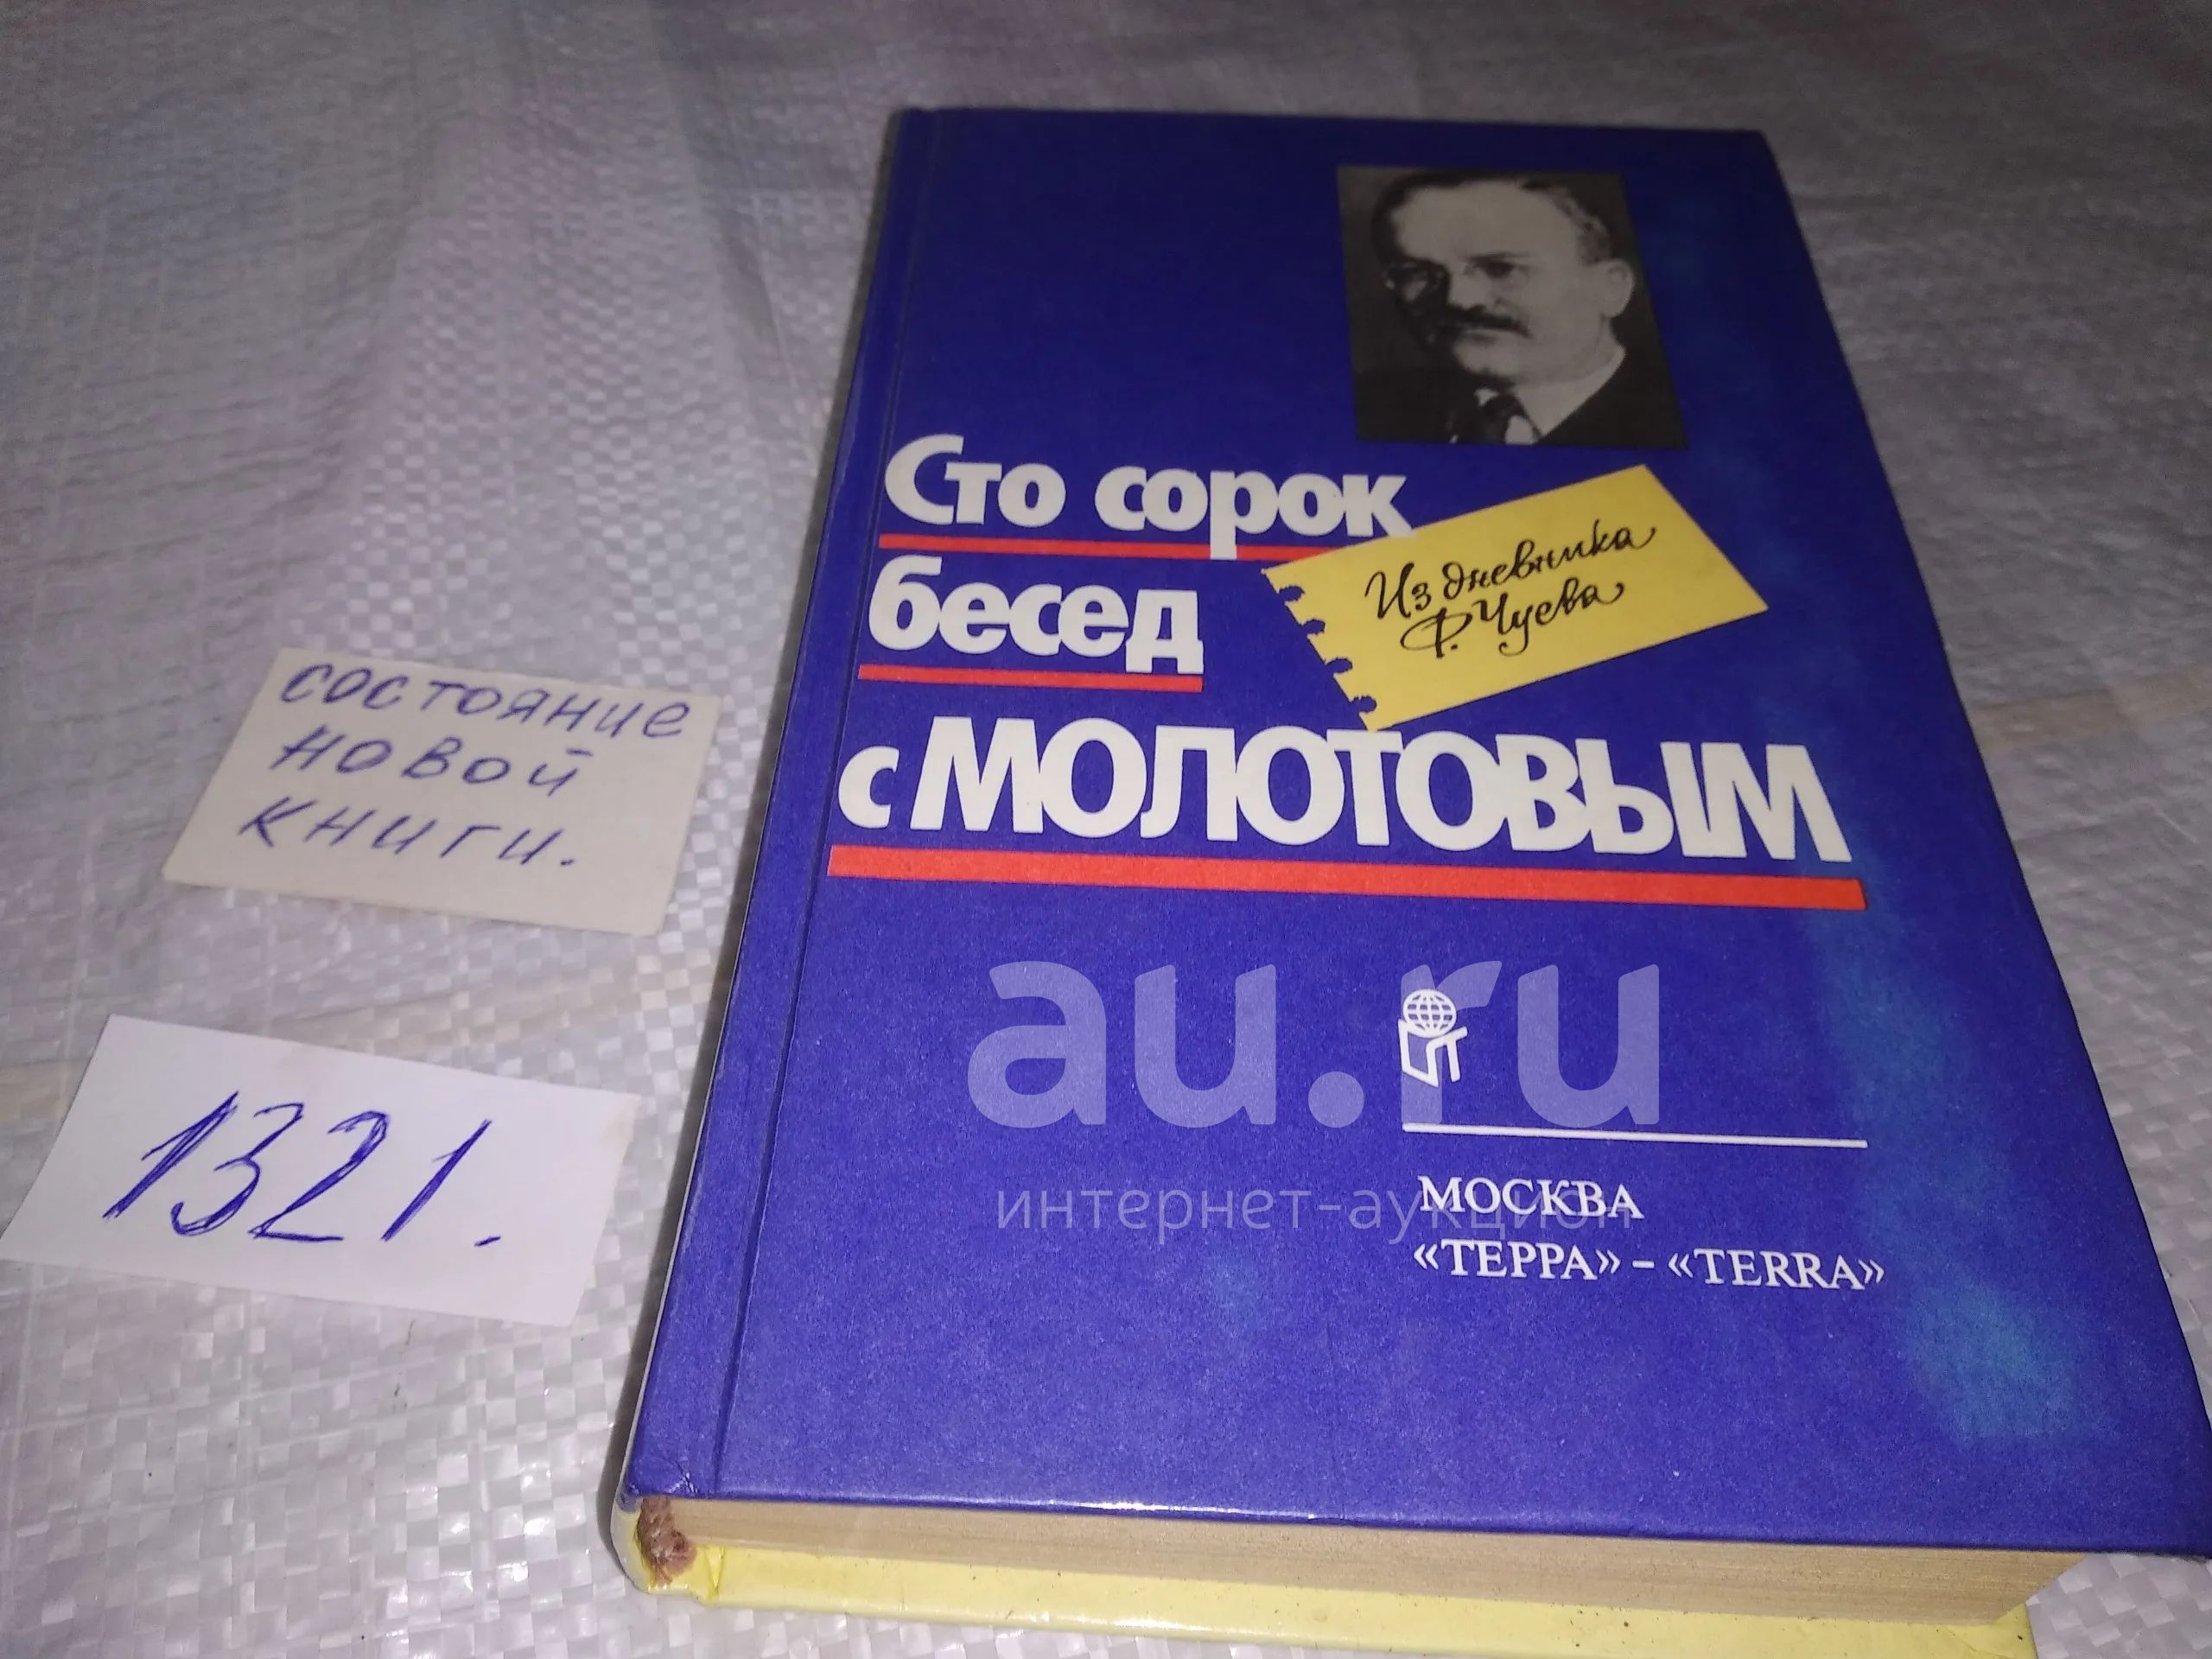 Сто сорок
бесед
с МОЛОТОВЫМ
Из дневника
Ф. Чуева
состояние
новой
книги.
1321.
au.ru
интернет-аукцион
МОСКВА
«ТЕРРА» – «TERRA»